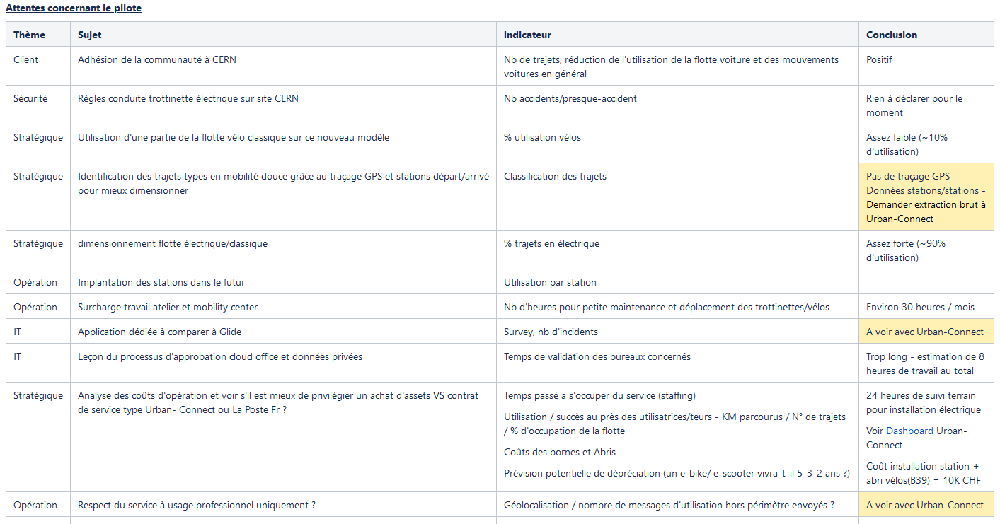 Attentes concernant le pilote
Thème Sujet Indicateur Conclusion
Client Adhésion de la communauté à CERN Nb de trajets, réduction de l'utilisation de la flotte voiture et des mouvements Positif
voitures en général
Sécurité Règles conduite trottinette électrique sur site CERN Nb accidents/presque-accident Rien à déclarer pour le
moment
Stratégique Utilisation d'une partie de la flotte vélo classique sur ce nouveau modèle % utilisation vélos Assez faible (~10%
d'utilisation)
Stratégique Identification des trajets types en mobilité douce grâce au traçage GPS et stations départ/arrivé Classification des trajets Pas de traçage GPS-
pour mieux dimensionner Données stations/stations -
Demander extraction brut à
Urban-Connect
Stratégique dimensionnement flotte électrique/classique % trajets en électrique Assez forte (~90%
d'utilisation)
Opération Implantation des stations dans le futur Utilisation par station
Opération Surcharge travail atelier et mobility center Nb d'heures pour petite maintenance et déplacement des trottinettes/vélos Environ 30 heures / mois
IT Application dédiée à comparer à Glide Survey, nb d'incidents A voir avec Urban-Connect
IT Leçon du processus d'approbation cloud office et données privées Temps de validation des bureaux concernés Trop long - estimation de 8
heures de travail au total
Stratégique Analyse des coûts d'opération et voir s'il est mieux de privilégier un achat d'assets VS contrat Temps passé a s'occuper du service (staffing) 24 heures de suivi terrain
de service type Urban- Connect ou La Poste Fr ? pour installation électrique
Utilisation / succès au près des utilisatrices/teurs - KM parcourus / N° de trajets Voir Dashboard Urban-
/ % d'occupation de la flotte Connect
Coûts des bornes et Abris
Prévision potentielle de dépréciation (un e-bike/ e-scooter vivra-t-il 5-3-2 ans ?) Coût installation station +
abri vélos(B39) = 10K CHF
Opération Respect du service à usage professionnel uniquement ? Géolocalisation / nombre de messages d'utilisation hors périmètre envoyés ? A voir avec Urban-Connect